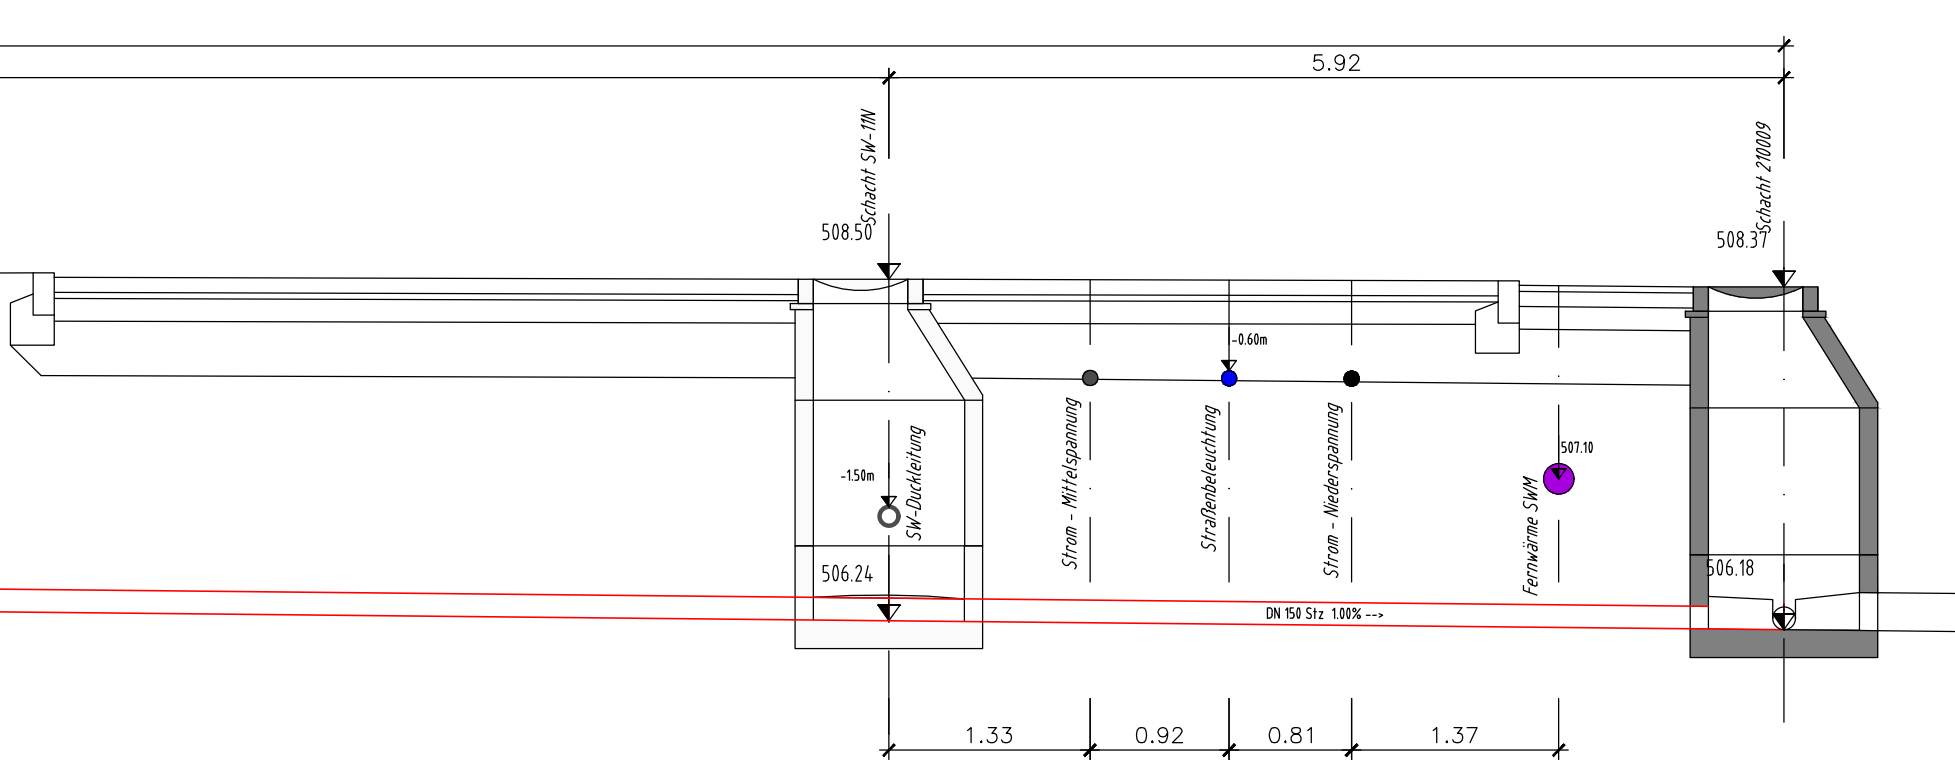 5.92
Schacht SW-11N
Schacht 210009
508.50
508.37
-0.60m
Strom - Mittelspannung
Straßenbeleuchtung
Strom - Niederspannung
507.10
Fernwärme SWM
-1.50m
SW-Duckleitung
506.24
506.18
DN 150 Stz 1.00% -->
1.33
0.92
0.81
1.37